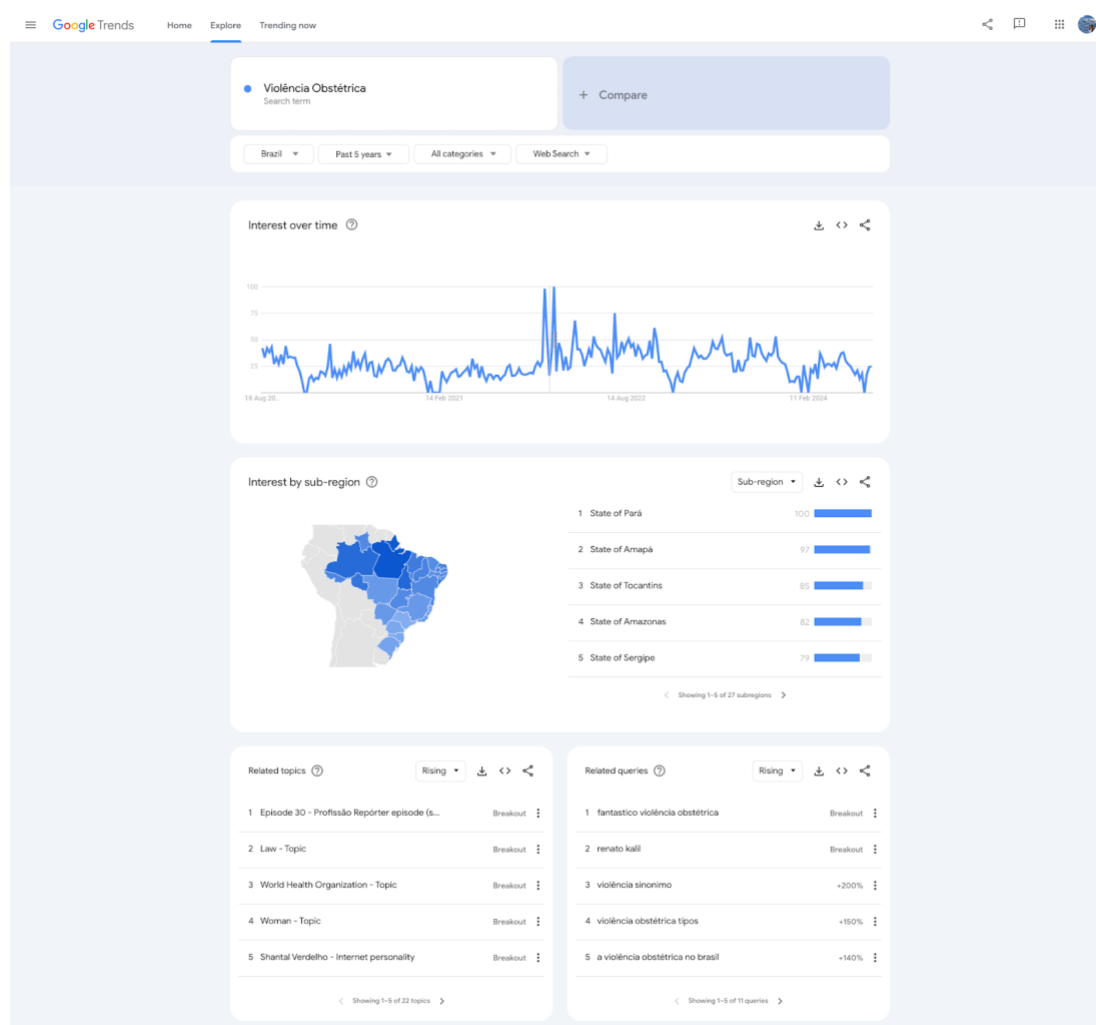 Google Trends
Home Explore Trending now
Violência Obstétrica
Search term
+ Compare
Brazil
Past 5 years
All categories
Web Search
Interest over time
100
75
50
25
18 Aug 20...
14 Feb 2021
14 Aug 2022
11 Feb 2024
Interest by sub-region
Sub-region
1 State of Pará 100
2 State of Amapá 97
3 State of Tocantins 85
4 State of Amazonas 82
5 State of Sergipe 79
Showing 1–5 of 27 subregions
Related topics
Rising
1 Episode 30 - Profissão Repórter episode (s... Breakout
2 Law - Topic Breakout
3 World Health Organization - Topic Breakout
4 Woman - Topic Breakout
5 Shantal Verdelho - Internet personality Breakout
Showing 1–5 of 22 topics
Related queries
Rising
1 fantastico violência obstétrica Breakout
2 renato kalil Breakout
3 violência sinonimo +200%
4 violência obstétrica tipos +150%
5 a violência obstétrica no brasil +140%
Showing 1–5 of 11 queries